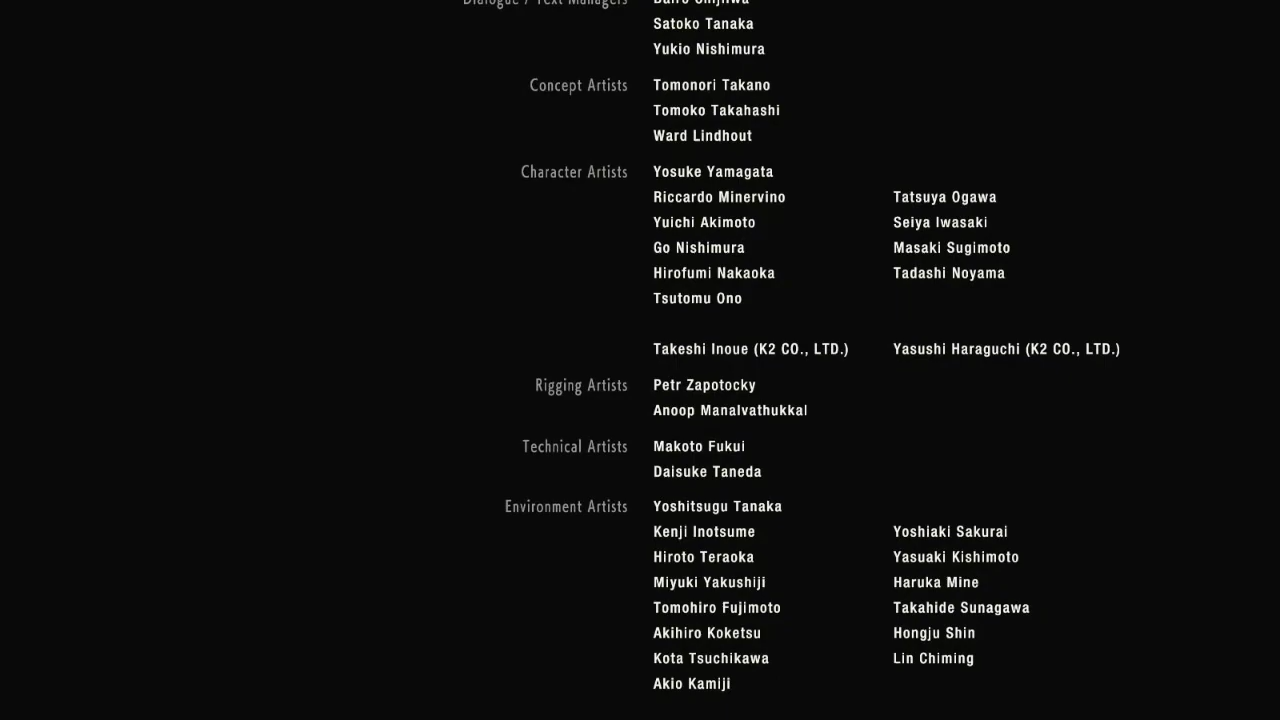 Dialogue / Text Managers
Satoko Tanaka
Yukio Nishimura
Concept Artists Tomonori Takano
Tomoko Takahashi
Ward Lindhout
Character Artists Yosuke Yamagata
Riccardo Minervino Tatsuya Ogawa
Yuichi Akimoto Seiya Iwasaki
Go Nishimura Masaki Sugimoto
Hirofumi Nakaoka Tadashi Noyama
Tsutomu Ono
Takeshi Inoue (K2 CO., LTD.) Yasushi Haraguchi (K2 CO., LTD.)
Rigging Artists Petr Zapotocky
Anoop Manalvathukkal
Technical Artists Makoto Fukui
Daisuke Taneda
Environment Artists Yoshitsugu Tanaka
Kenji Inotsume Yoshiaki Sakurai
Hiroto Teraoka Yasuaki Kishimoto
Miyuki Yakushiji Haruka Mine
Tomohiro Fujimoto Takahide Sunagawa
Akihiro Koketsu Hongju Shin
Kota Tsuchikawa Lin Chiming
Akio Kamiji